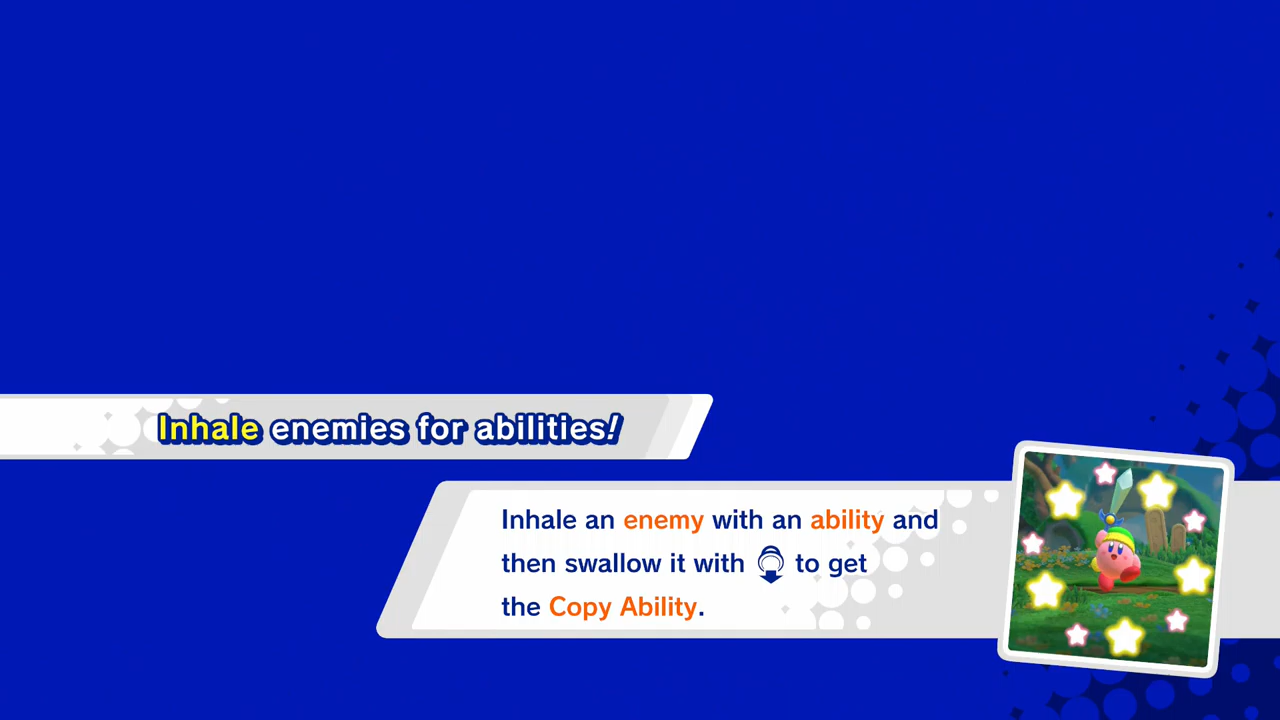 Inhale enemies for abilities!
Inhale an enemy with an ability and
then swallow it with to get
the Copy Ability.